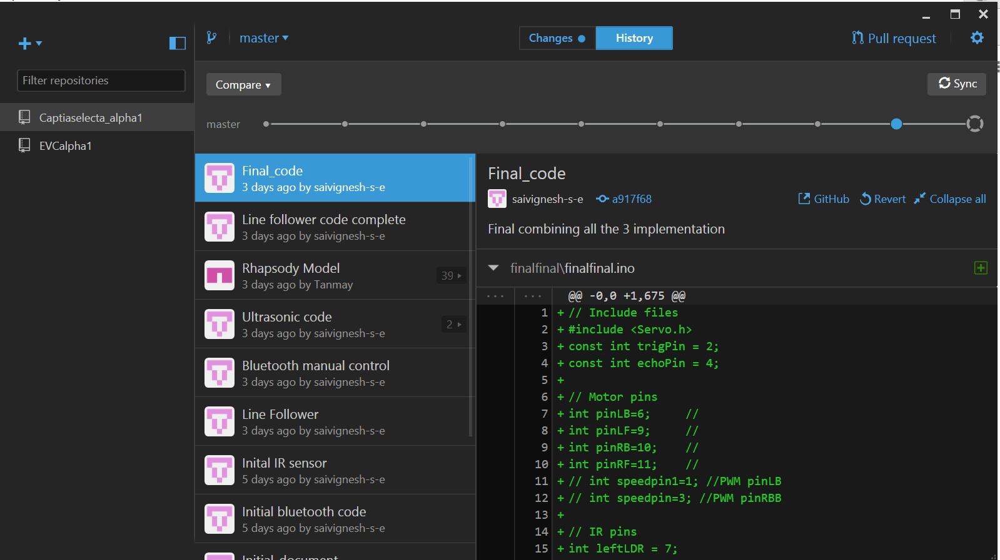 master
Changes
History
Pull request
Filter repositories
Compare
Sync
Captiaselecta_alpha1
EVCalpha1
master
Final_code
3 days ago by saivignesh-s-e
Line follower code complete
3 days ago by saivignesh-s-e
Rhapsody Model
3 days ago by Tanmay
39
Ultrasonic code
3 days ago by saivignesh-s-e
2
Bluetooth manual control
3 days ago by saivignesh-s-e
Line Follower
3 days ago by saivignesh-s-e
Inital IR sensor
5 days ago by saivignesh-s-e
Initial bluetooth code
5 days ago by saivignesh-s-e
Initial document
Final_code
saivignesh-s-e a917f68 GitHub Revert Collapse all
Final combining all the 3 implementation
finalfinal\finalfinal.ino
... ... @@ -0,0 +1,675 @@
1 + // Include files
2 + #include <Servo.h>
3 + const int trigPin = 2;
4 + const int echoPin = 4;
5 +
6 + // Motor pins
7 + int pinLB=6; //
8 + int pinLF=9; //
9 + int pinRB=10; //
10 + int pinRF=11; //
11 + // int speedpin1=1; //PWM pinLB
12 + // int speedpin=3; //PWM pinRBB
13 +
14 + // IR pins
15 + int leftLDR = 7;